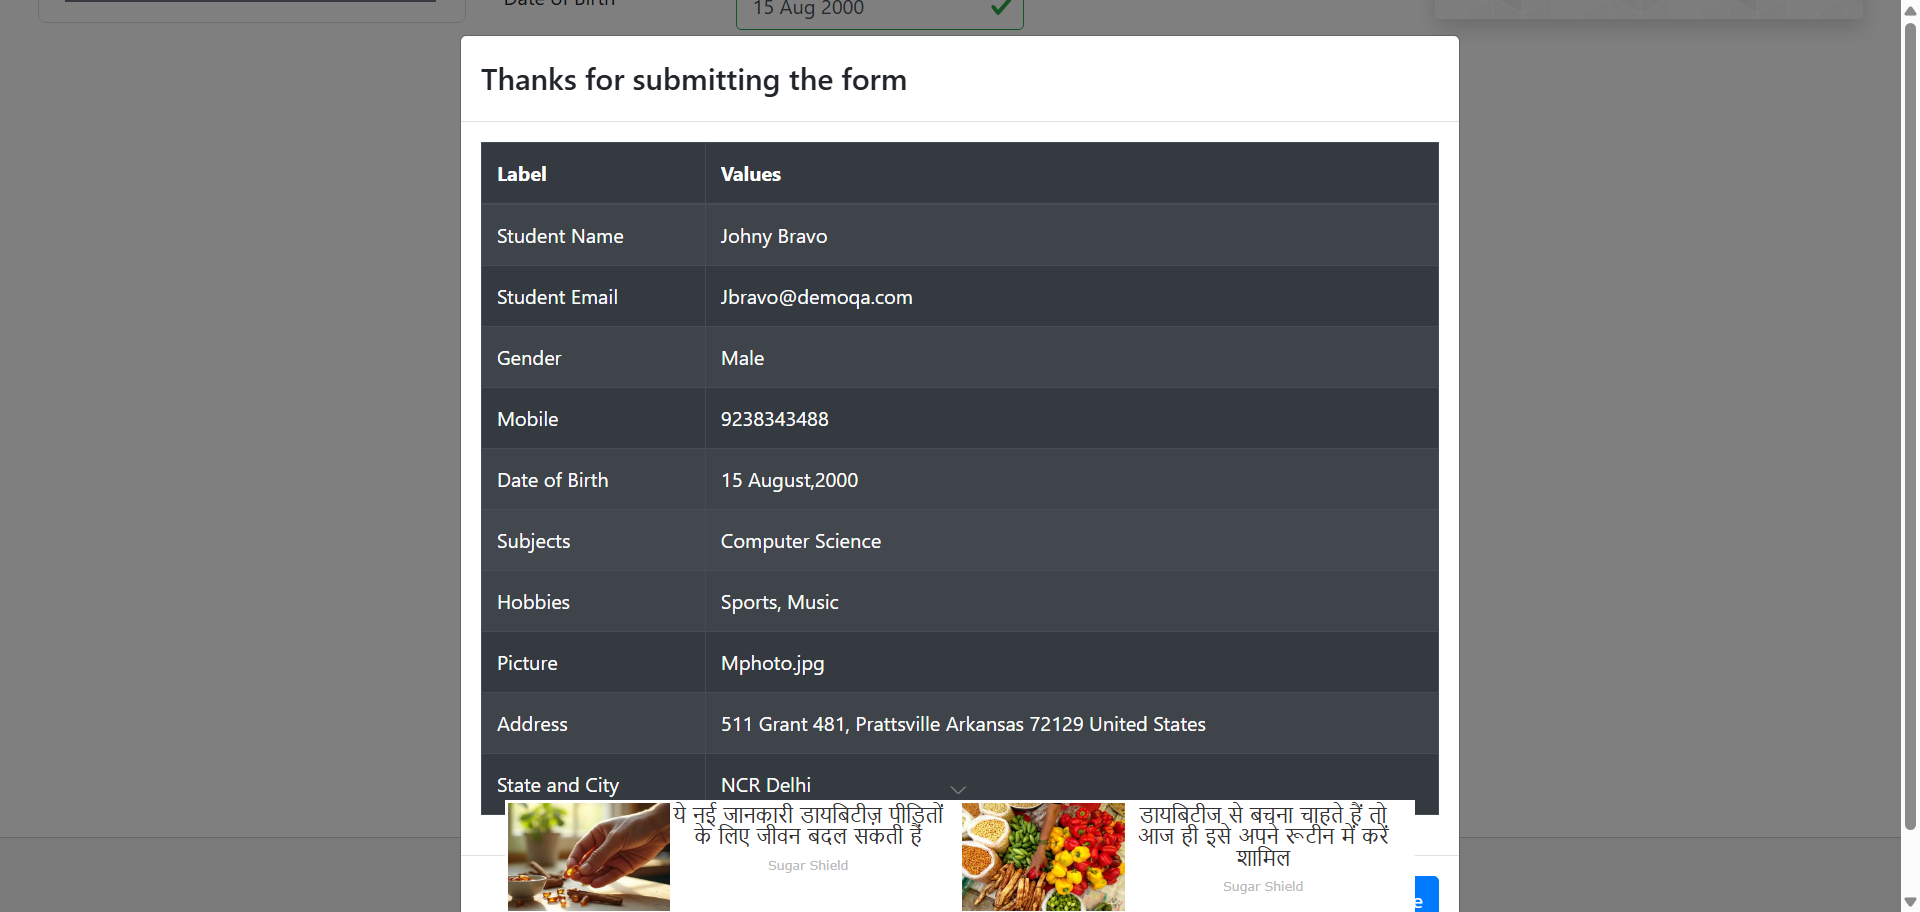 Date of Birth
15 Aug 2000
Thanks for submitting the form
Label Values
Student Name Johny Bravo
Student Email Jbravo@demoqa.com
Gender Male
Mobile 9238343488
Date of Birth 15 August,2000
Subjects Computer Science
Hobbies Sports, Music
Picture Mphoto.jpg
Address 511 Grant 481, Prattsville Arkansas 72129 United States
State and City NCR Delhi
ये नई जानकारी डायबिटीज़ पीड़ितों
के लिए जीवन बदल सकती है
Sugar Shield
डायबिटीज से बचना चाहते हैं तो
आज ही इसे अपने रूटीन में करें
शामिल
Sugar Shield